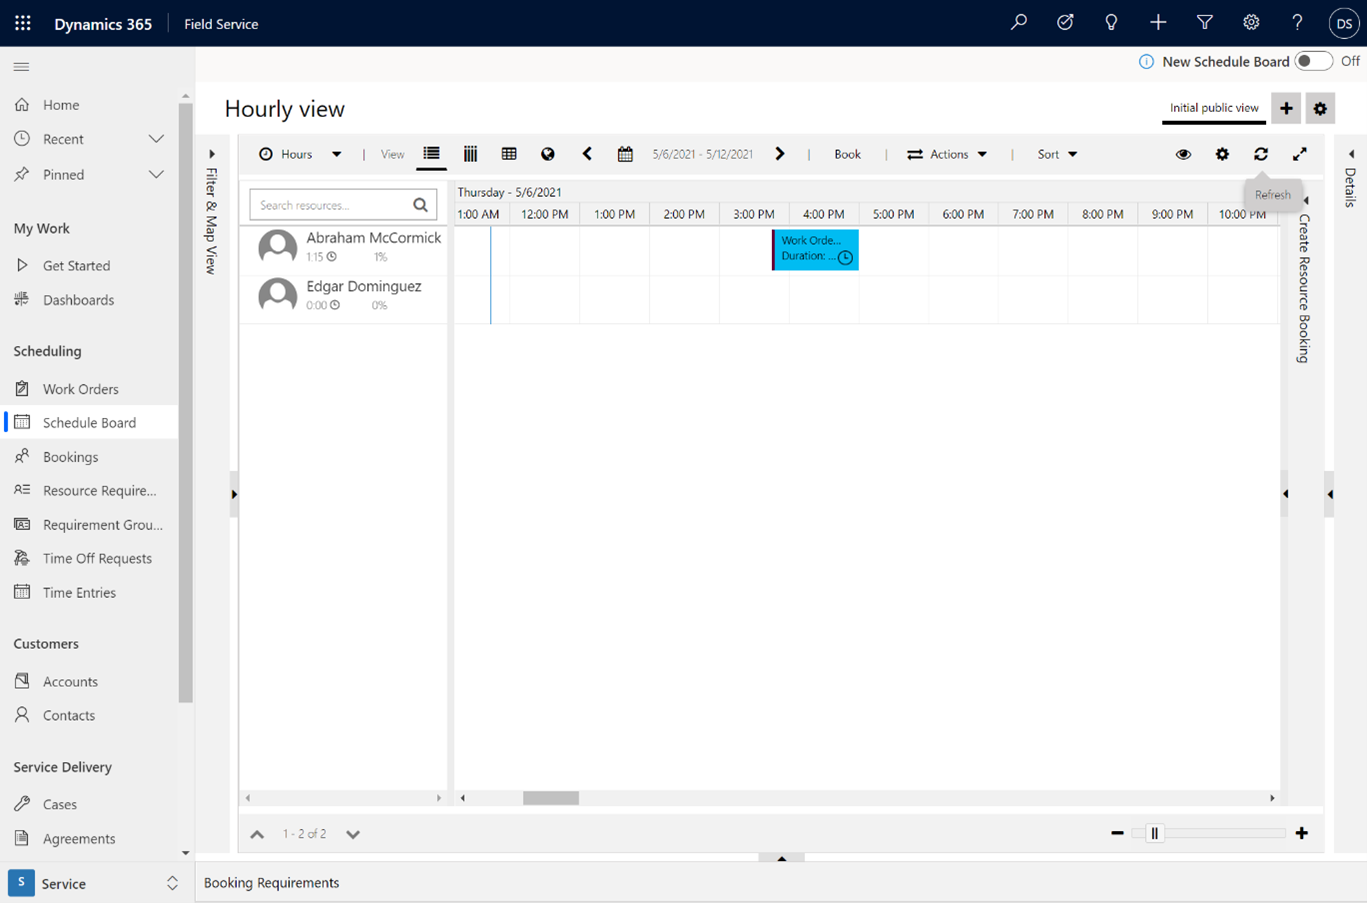 Dynamics 365
Field Service
DS
New Schedule Board
Off
Home
Recent
Pinned
My Work
Get Started
Dashboards
Scheduling
Work Orders
Schedule Board
Bookings
Resource Require...
Requirement Grou...
Time Off Requests
Time Entries
Customers
Accounts
Contacts
Service Delivery
Cases
Agreements
S
Service
Hourly view
Initial public view
Filter & Map View
Hours
View
5/6/2021 - 5/12/2021
Book
Actions
Sort
Refresh
Search resources...
Thursday - 5/6/2021
1:00 AM 12:00 PM 1:00 PM 2:00 PM 3:00 PM 4:00 PM 5:00 PM 6:00 PM 7:00 PM 8:00 PM 9:00 PM 10:00 PM
Abraham McCormick
1:15 1%
Work Orde...
Duration: ...
Edgar Dominguez
0:00 0%
Create Resource Booking
Details
1 - 2 of 2
Booking Requirements